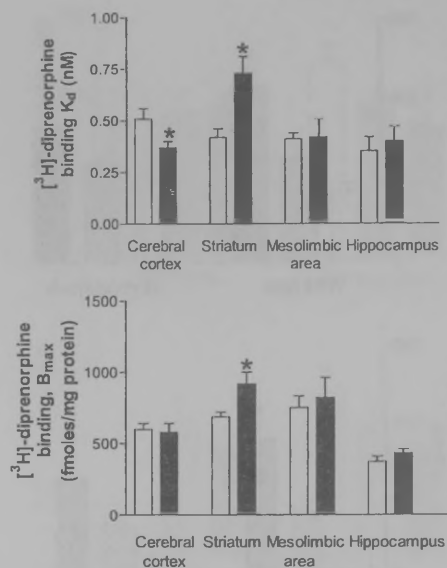 [³H]-diprenorphine
binding K_d (nM)
1.00
0.75
0.50
0.25
0.00
*
*
Cerebral cortex
Striatum
Mesolimbic area
Hippocampus
[³H]-diprenorphine
binding, B_max
(fmoles/mg protein)
1500
1000
500
0
*
Cerebral cortex
Striatum
Mesolimbic area
Hippocampus